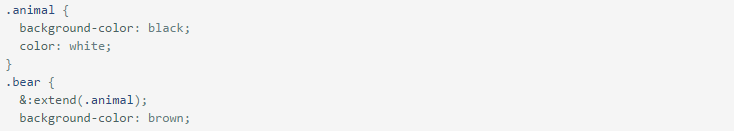 .animal {
  background-color: black;
  color: white;
}
.bear {
  &:extend(.animal);
  background-color: brown;